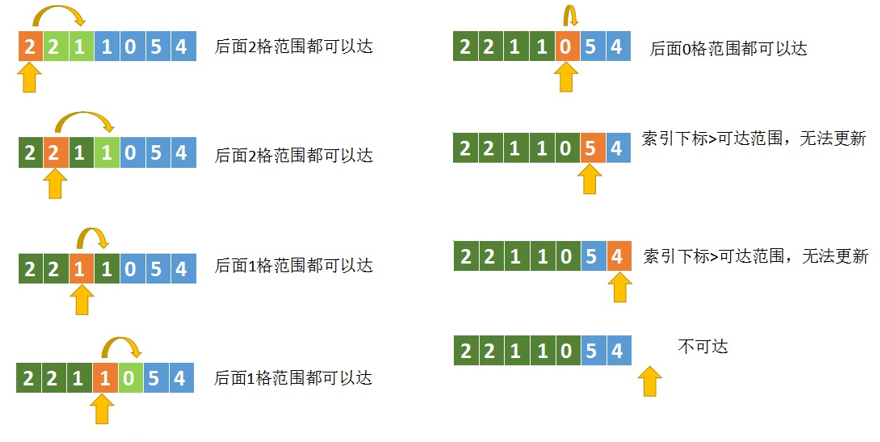 2 2 1 1 0 5 4 后面2格范围都可以达
2 2 1 1 0 5 4 后面2格范围都可以达
2 2 1 1 0 5 4 后面1格范围都可以达
2 2 1 1 0 5 4 后面1格范围都可以达
2 2 1 1 0 5 4 后面0格范围都可以达
2 2 1 1 0 5 4 索引下标>可达范围，无法更新
2 2 1 1 0 5 4 索引下标>可达范围，无法更新
2 2 1 1 0 5 4 不可达